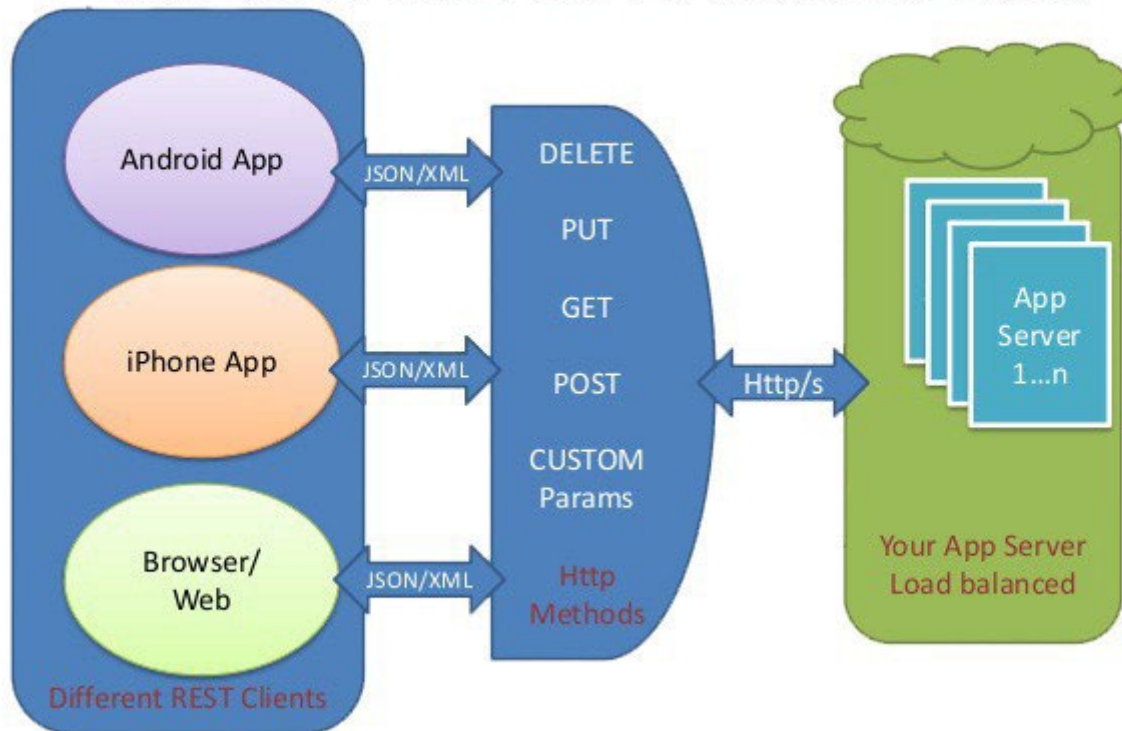 Android App
iPhone App
Browser/
Web
Different REST Clients
JSON/XML
JSON/XML
JSON/XML
DELETE
PUT
GET
POST
CUSTOM
Params
Http
Methods
Http/s
App
Server
1...n
Your App Server
Load balanced